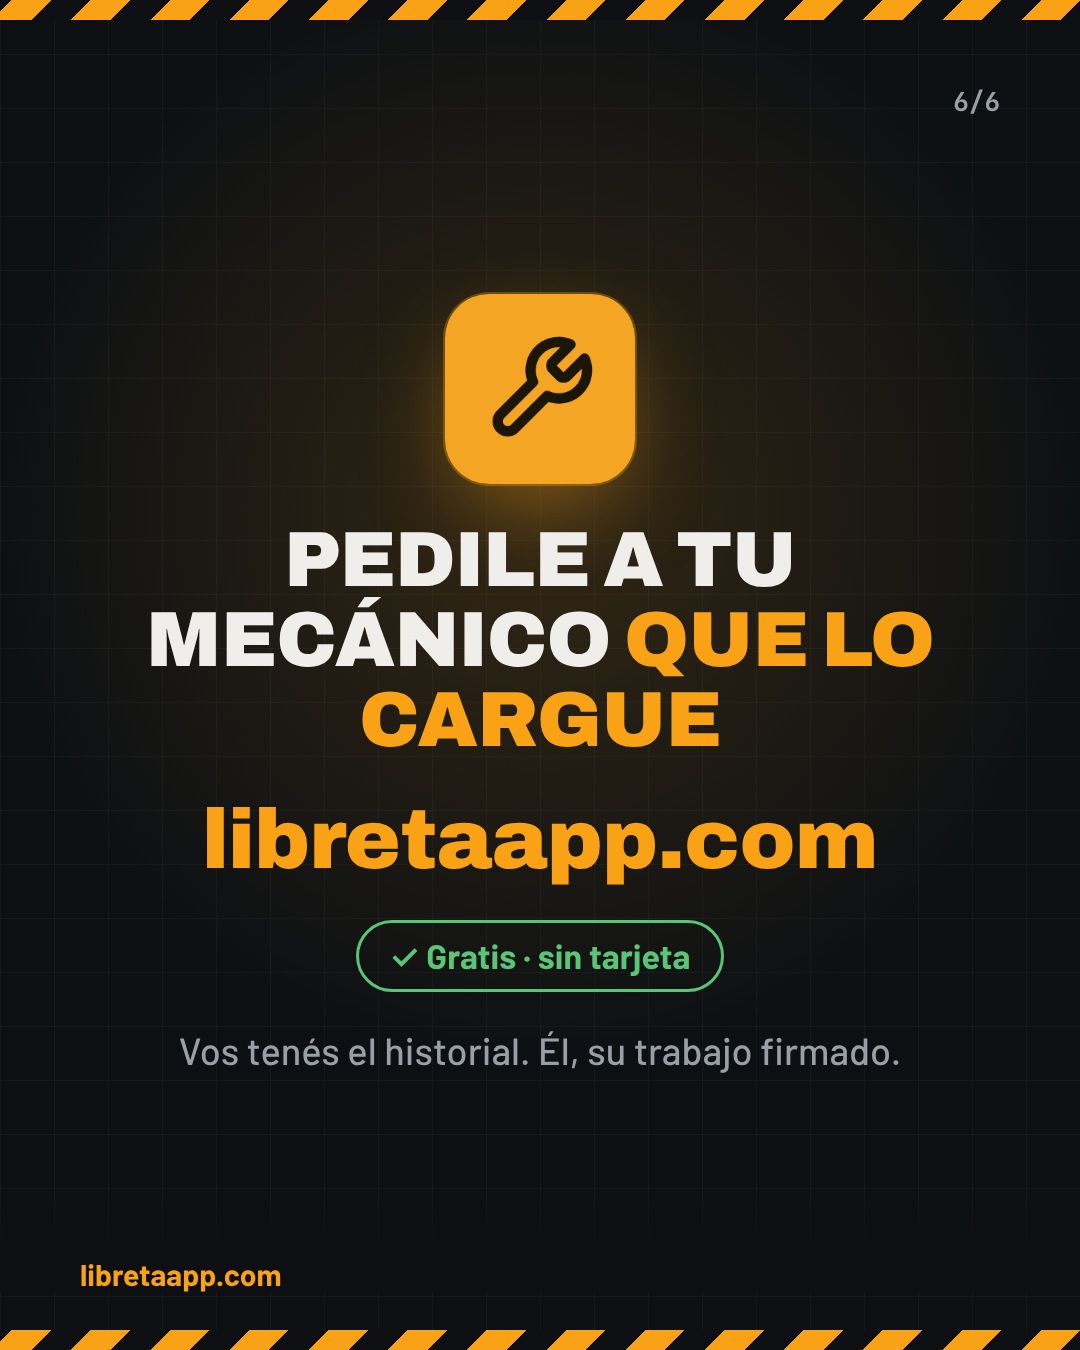 6/6
PEDILE A TU
MECÁNICO QUE LO
CARGUE
libretaapp.com
✓ Gratis · sin tarjeta
Vos tenés el historial. Él, su trabajo firmado.
libretaapp.com